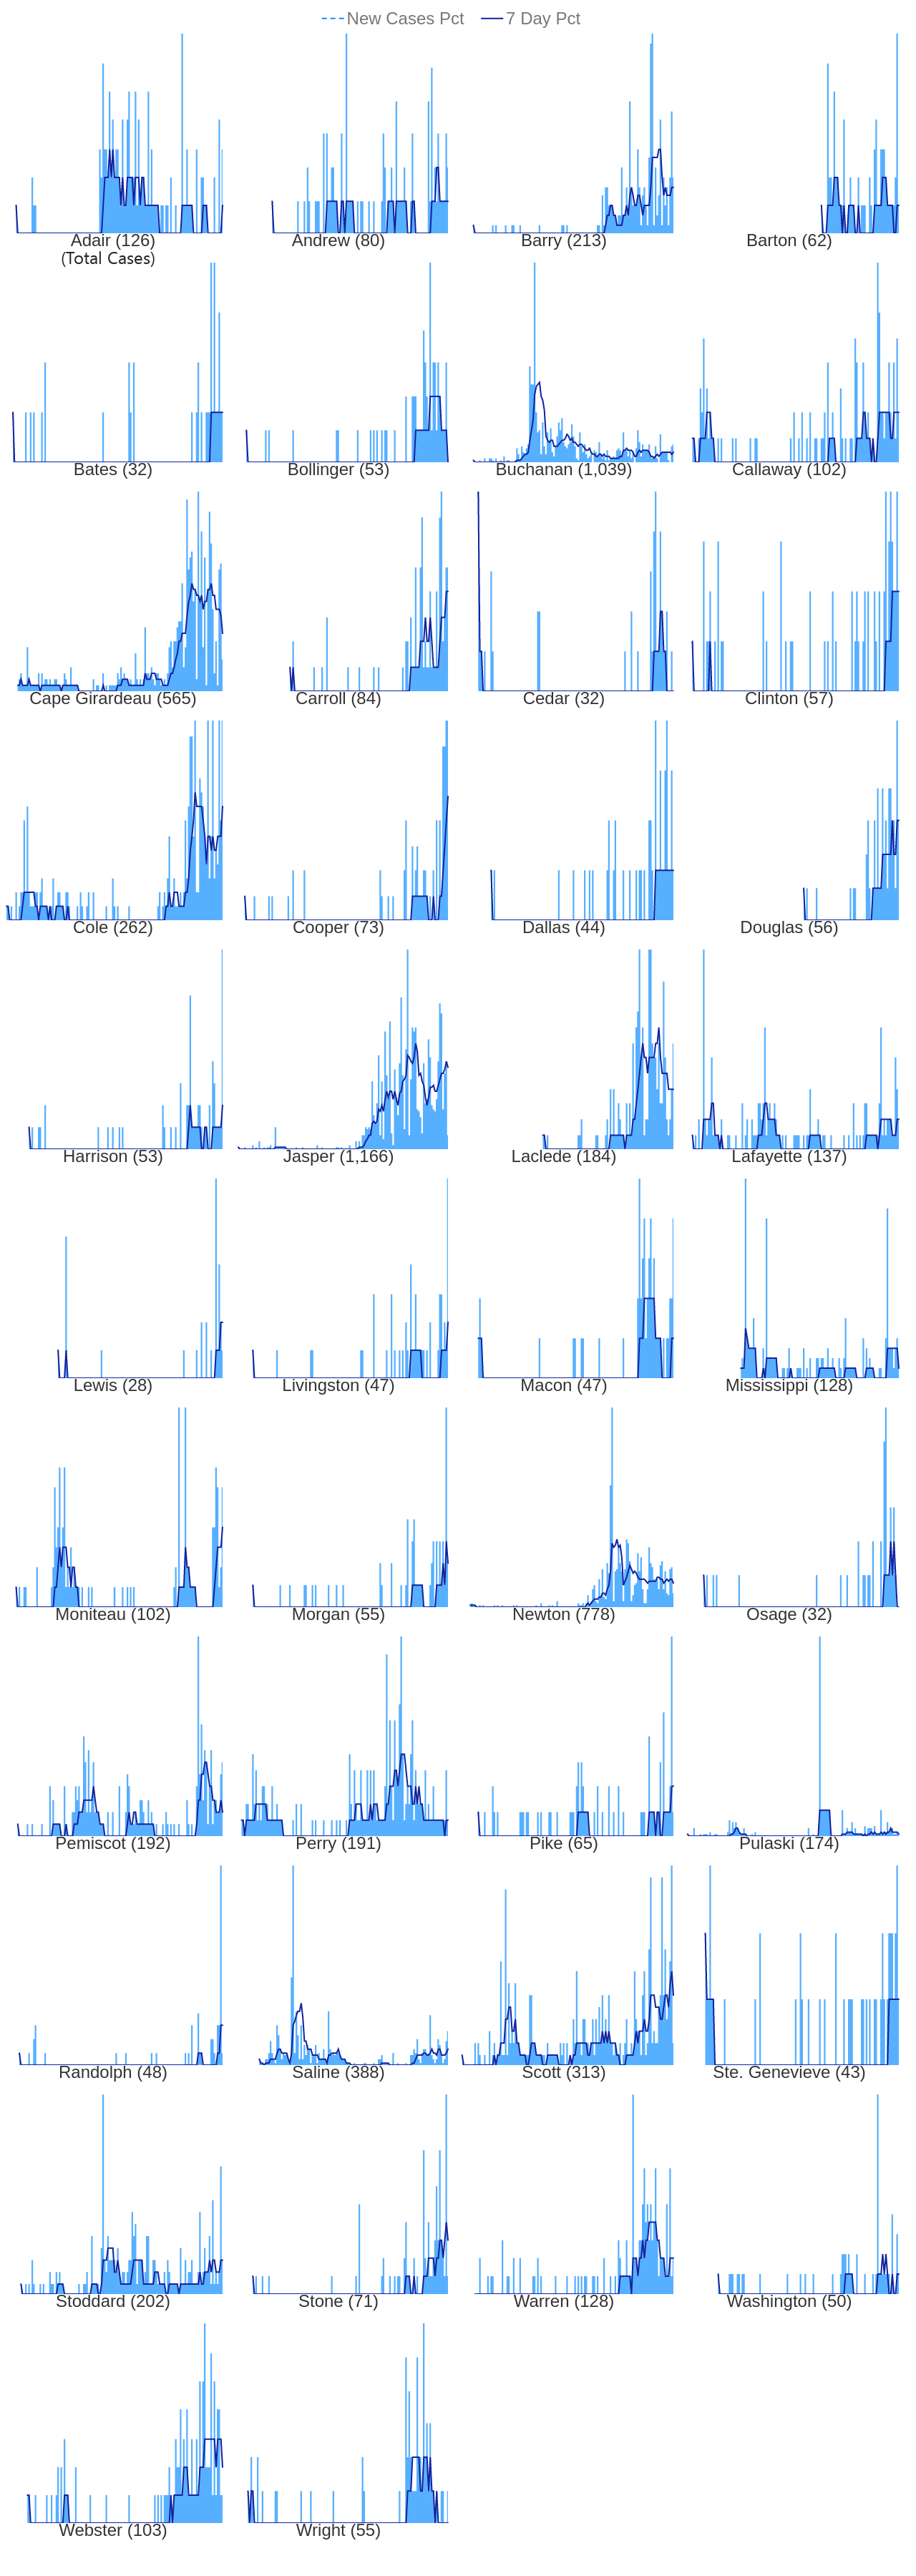 New Cases Pct 7 Day Pct
Adair (126) Andrew (80) Barry (213) Barton (62)
(Total Cases)
Bates (32) Bollinger (53) Buchanan (1,039) Callaway (102)
Cape Girardeau (565) Carroll (84) Cedar (32) Clinton (57)
Cole (262) Cooper (73) Dallas (44) Douglas (56)
Harrison (53) Jasper (1,166) Laclede (184) Lafayette (137)
Lewis (28) Livingston (47) Macon (47) Mississippi (128)
Moniteau (102) Morgan (55) Newton (778) Osage (32)
Pemiscot (192) Perry (191) Pike (65) Pulaski (174)
Randolph (48) Saline (388) Scott (313) Ste. Genevieve (43)
Stoddard (202) Stone (71) Warren (128) Washington (50)
Webster (103) Wright (55)